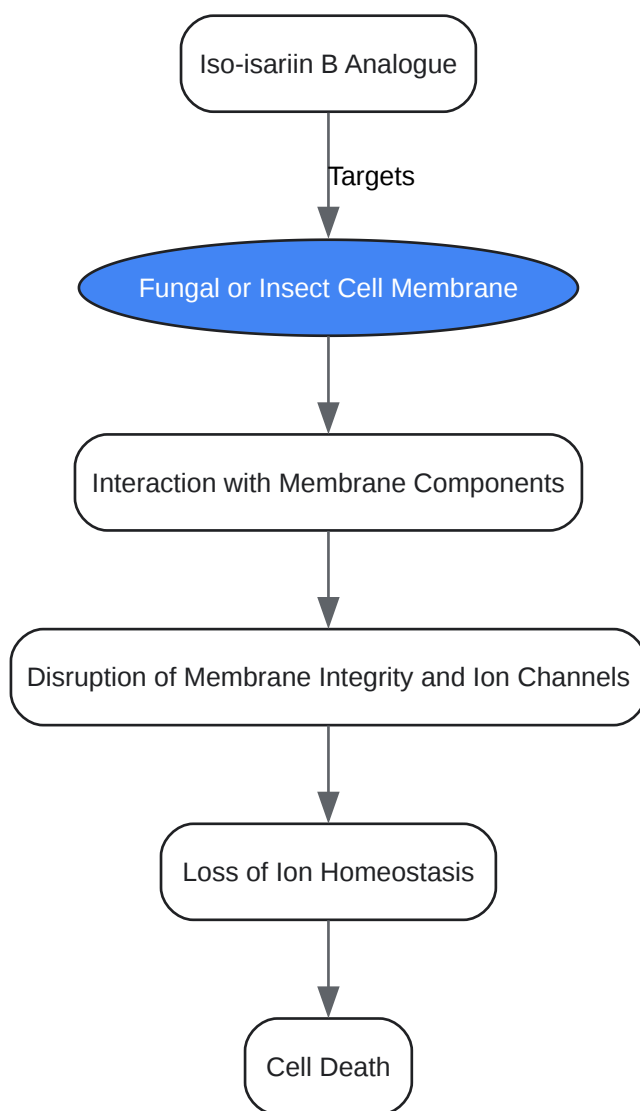 Iso-isariin B Analogue
Targets
Fungal or Insect Cell Membrane
Interaction with Membrane Components
Disruption of Membrane Integrity and Ion Channels
Loss of Ion Homeostasis
Cell Death